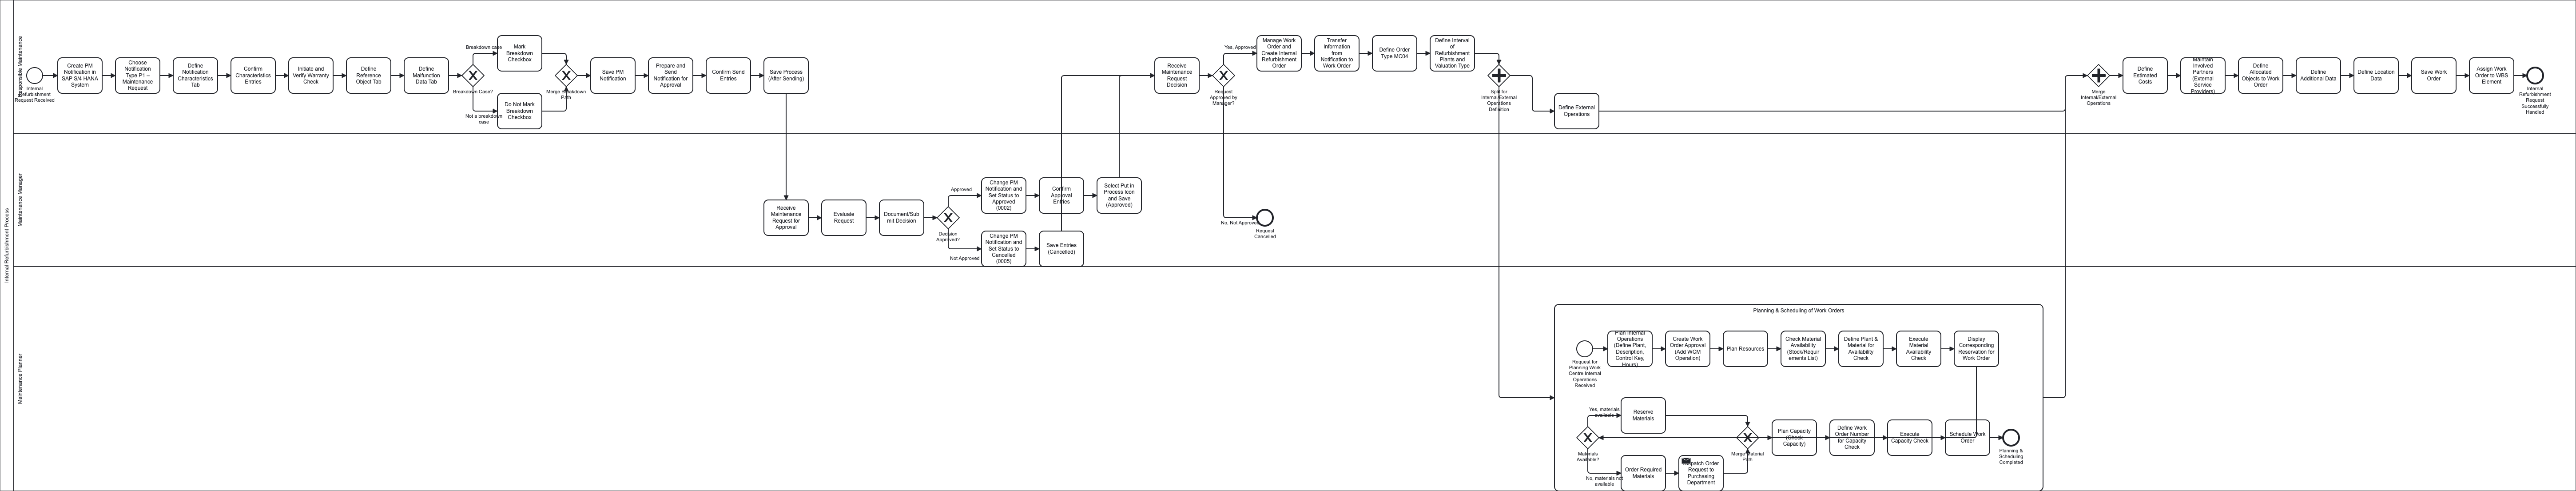 Internal Refurbishment Process
Responsible Maintenance
Internal
Refurbishment
Request Received
Create PM
Notification in
SAP S/4 HANA
System
Choose
Notification
Type P1 –
Maintenance
Request
Define
Notification
Characteristics
Tab
Confirm
Characteristics
Entries
Initiate and
Verify Warranty
Check
Define
Reference
Object Tab
Define
Malfunction
Data Tab
Breakdown case
Breakdown Case?
Not a breakdown
case
Mark
Breakdown
Checkbox
Do Not Mark
Breakdown
Checkbox
Merge Breakdown
Path
Save PM
Notification
Prepare and
Send
Notification for
Approval
Confirm Send
Entries
Save Process
(After Sending)
Receive
Maintenance
Request
Decision
Yes, Approved
Request
Approved by
Manager?
Manage Work
Order and
Create Internal
Refurbishment
Order
Transfer
Information
from
Notification to
Work Order
Define Order
Type MC04
Define Interval
of
Refurbishment
Plants and
Valuation Type
Split for
Internal/External
Operations
Definition
Define External
Operations
Merge
Internal/External
Operations
Define
Estimated
Costs
Maintain
Involved
Partners
(External
Service
Providers)
Define
Allocated
Objects to Work
Order
Define
Additional Data
Define Location
Data
Save Work
Order
Assign Work
Order to WBS
Element
Internal
Refurbishment
Request
Successfully
Handled
Maintenance Manager
Receive
Maintenance
Request for
Approval
Evaluate
Request
Document/Sub
mit Decision
Approved
Decision
Approved?
Not Approved
Change PM
Notification and
Set Status to
Approved
(0002)
Confirm
Approval
Entries
Select Put in
Process Icon
and Save
(Approved)
Change PM
Notification and
Set Status to
Cancelled
(0005)
Save Entries
(Cancelled)
No, Not Approved
Request
Cancelled
Maintenance Planner
Planning & Scheduling of Work Orders
Request for
Planning Work
Centre Internal
Operations
Received
Plan Internal
Operations
(Define Plant,
Description,
Control Key,
Hours)
Create Work
Order Approval
(Add WCM
Operation)
Plan Resources
Check Material
Availability
(Stock/Requir
ements List)
Define Plant &
Material for
Availability
Check
Execute
Material
Availability
Check
Display
Corresponding
Reservation for
Work Order
Yes, materials
available
Materials
Available?
No, materials not
available
Reserve
Materials
Order Required
Materials
Dispatch Order
Request to
Purchasing
Department
Merge Material
Path
Plan Capacity
(Check
Capacity)
Define Work
Order Number
for Capacity
Check
Execute
Capacity Check
Schedule Work
Order
Planning &
Scheduling
Completed